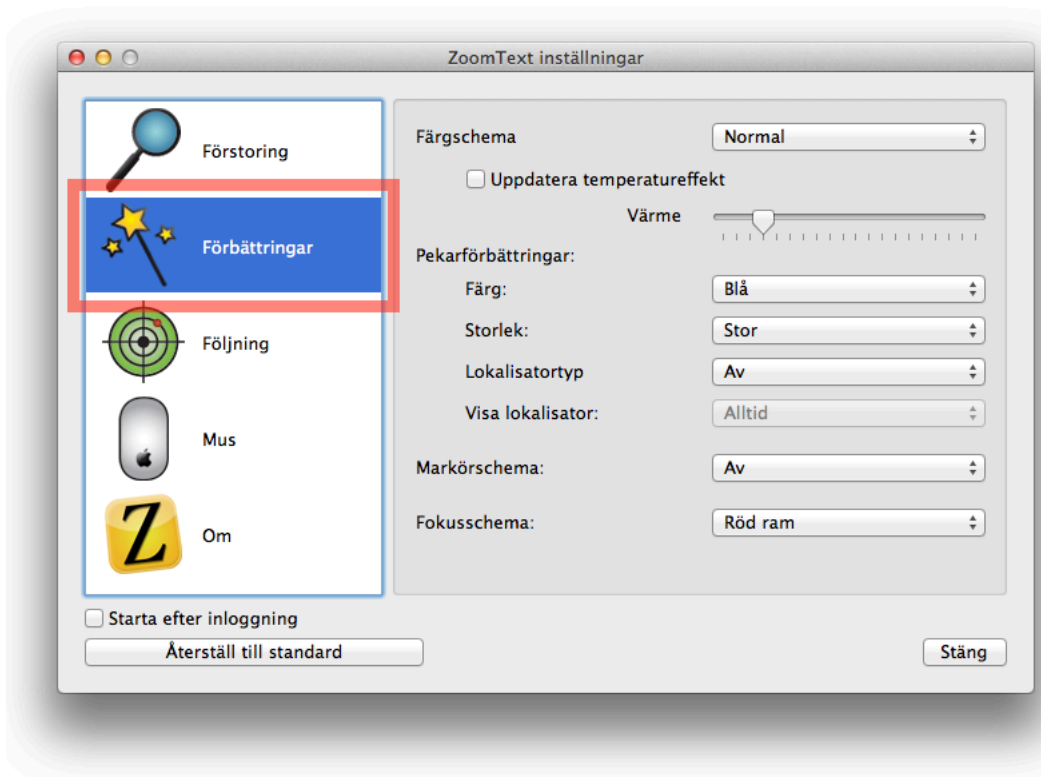 ZoomText inställningar
Förstoring
Förbättringar
Följning
Mus
Z
Om
Färgschema Normal
Uppdatera temperatureffekt
Värme
Pekarförbättringar:
Färg: Blå
Storlek: Stor
Lokalisatortyp Av
Visa lokalisator: Alltid
Markörschema: Av
Fokusschema: Röd ram
Starta efter inloggning
Återställ till standard Stäng